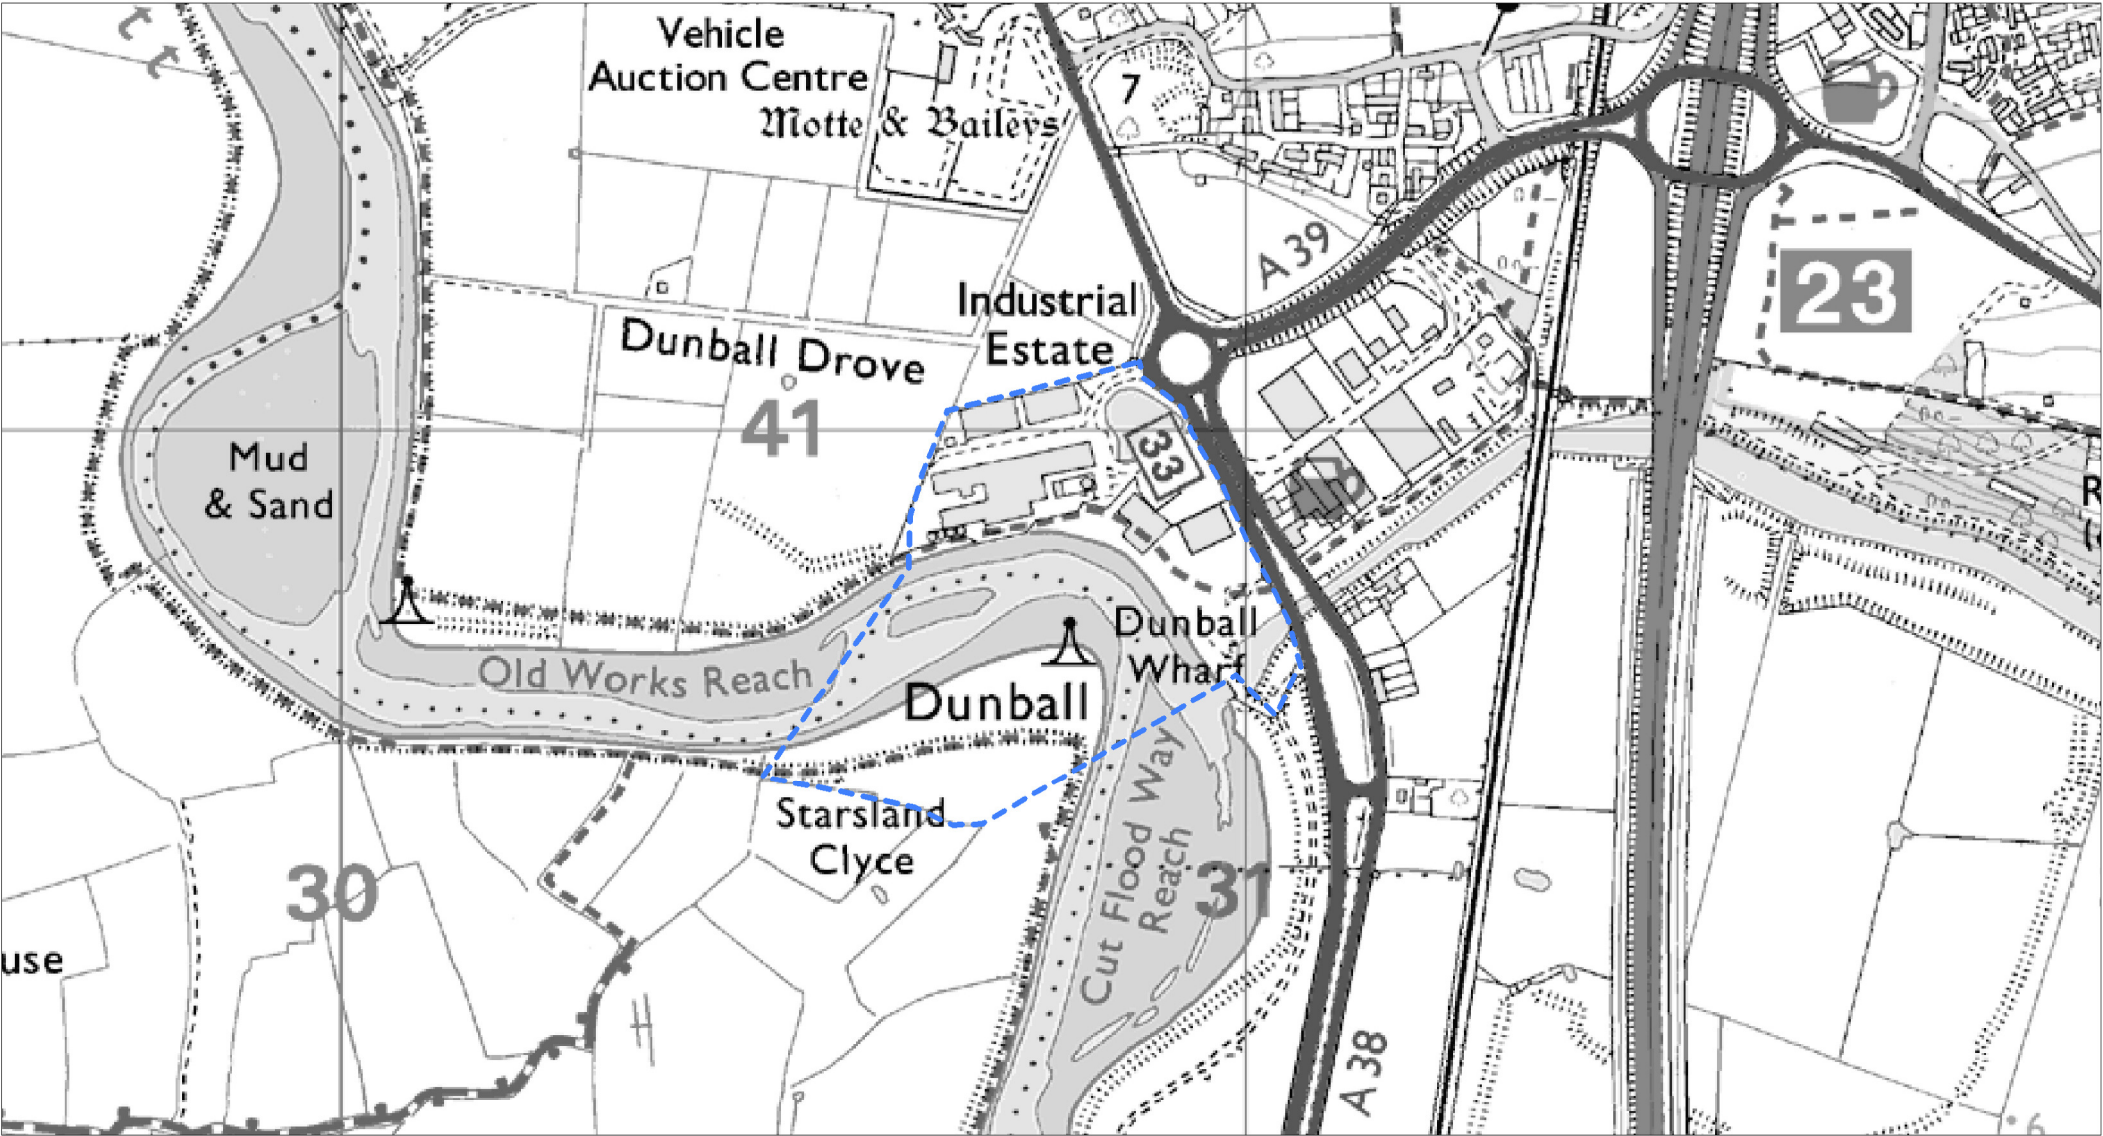 t
t
Vehicle
Auction Centre
Motte & Baileys
7
A 39
23
Industrial
Estate
Dunball Drove
41
33
Mud
& Sand
Old Works Reach
Dunball
Wharf
Dunball
Starsland
Clyce
Cut Flood Way
Reach
30
31
use
A 38
6